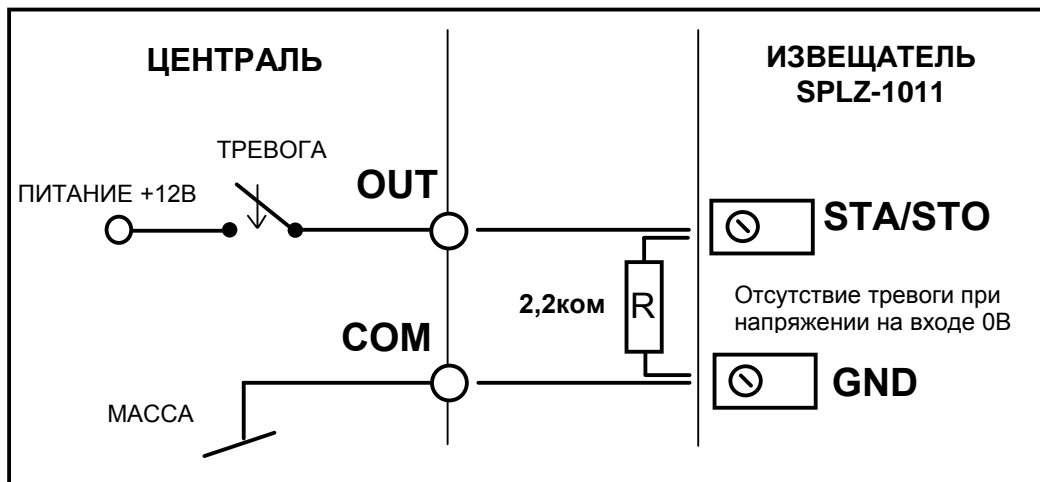 ЦЕНТРАЛЬ
ИЗВЕЩАТЕЛЬ
SPLZ-1011
ТРЕВОГА
ПИТАНИЕ +12В
OUT
STA/STO
2,2ком
R
Отсутствие тревоги при
напряжении на входе 0В
COM
GND
МАССА